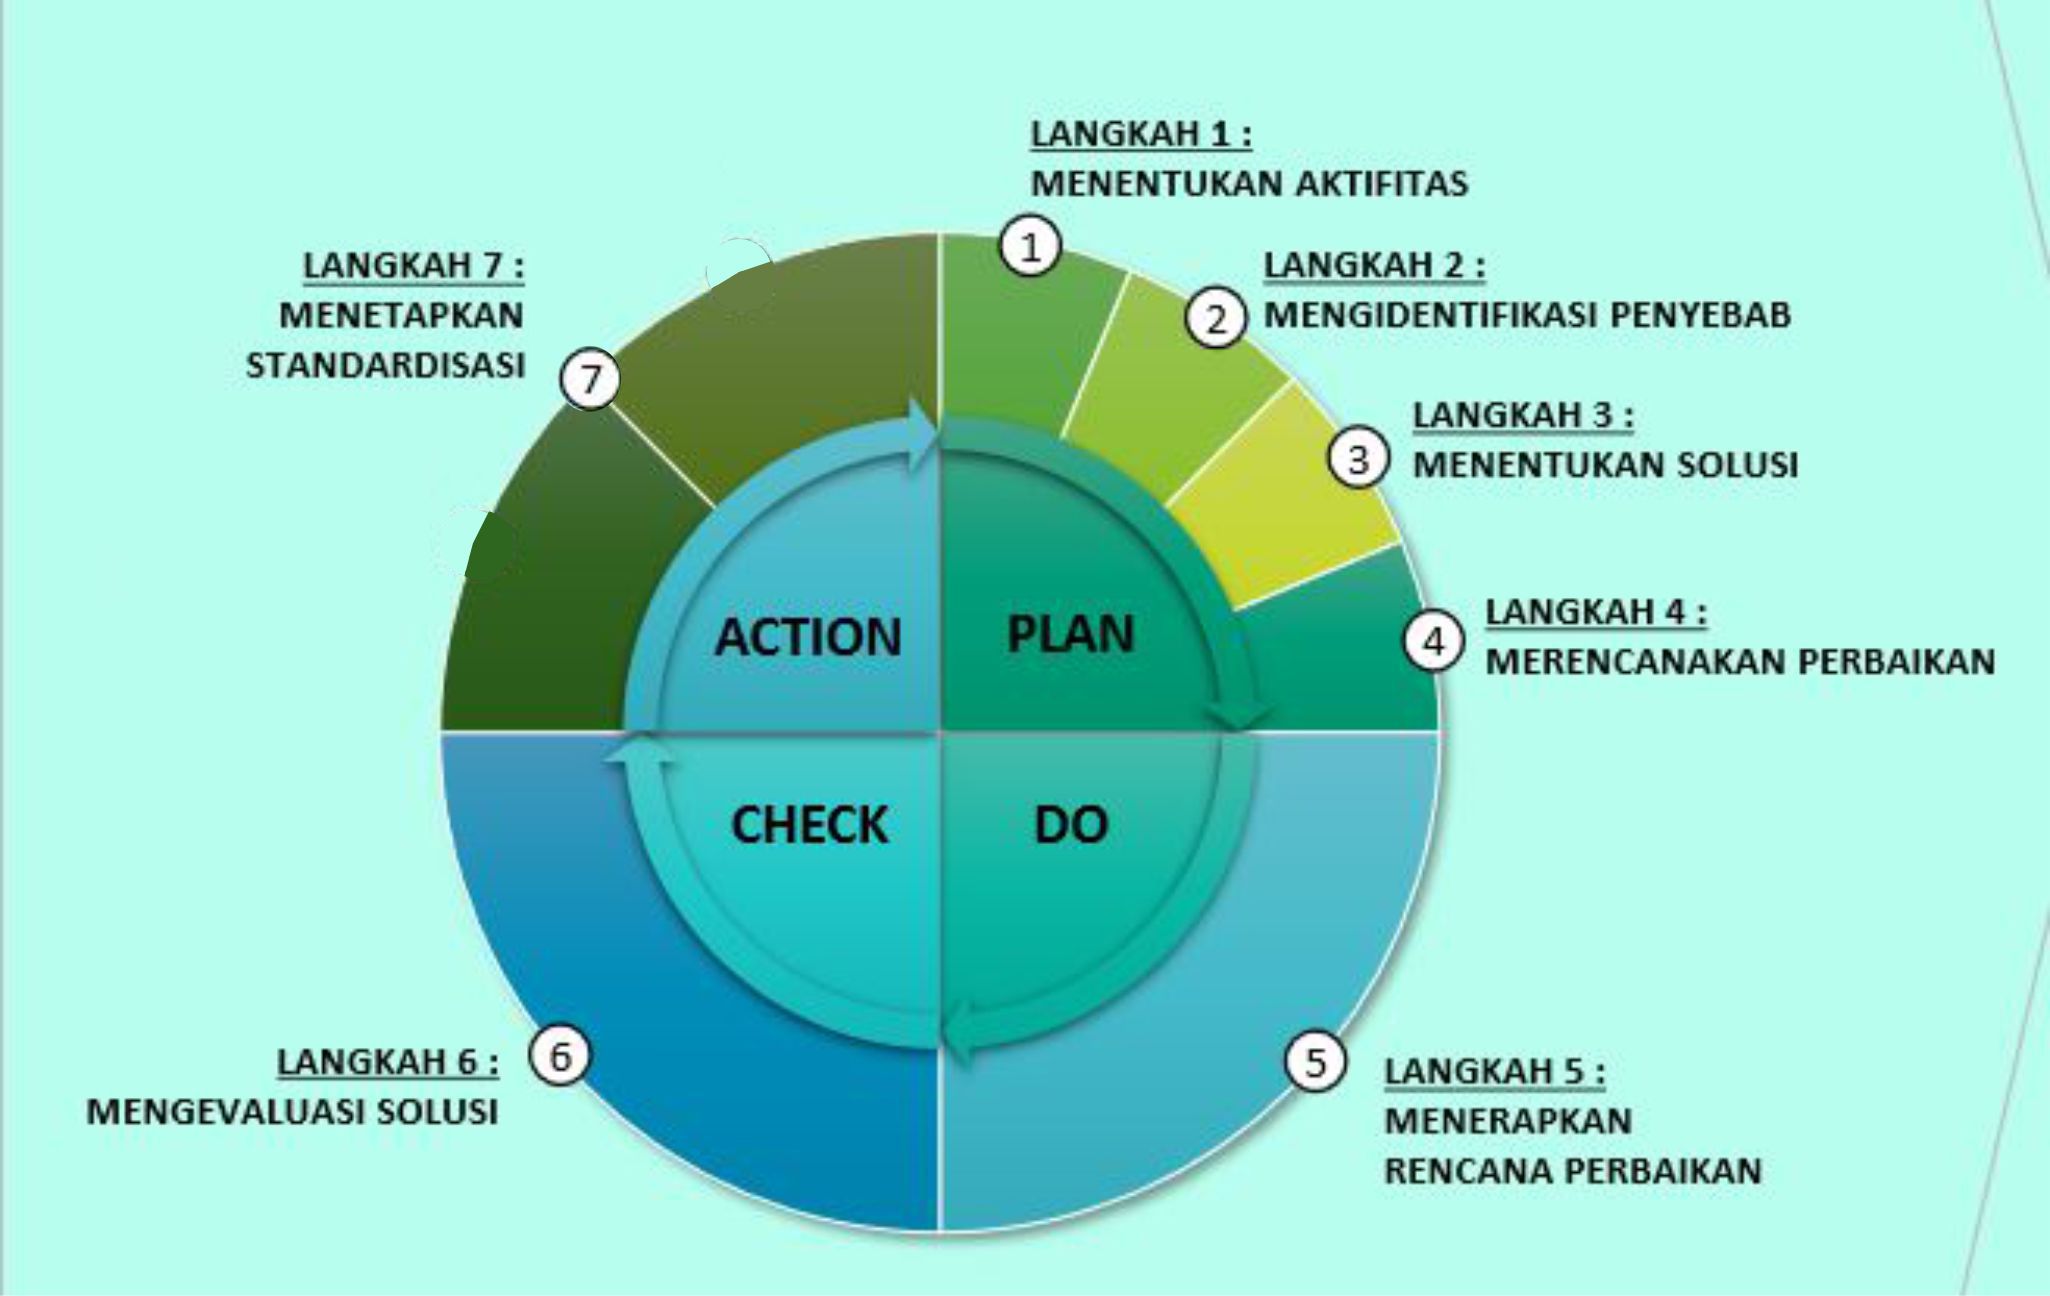 LANGKAH 1 :
MENENTUKAN AKTIFITAS
1
LANGKAH 2 :
MENGIDENTIFIKASI PENYEBAB
2
LANGKAH 3 :
MENENTUKAN SOLUSI
3
LANGKAH 4 :
MERENCANAKAN PERBAIKAN
4
LANGKAH 5 :
MENERAPKAN
RENCANA PERBAIKAN
5
LANGKAH 6 :
MENGEVALUASI SOLUSI
6
LANGKAH 7 :
MENETAPKAN
STANDARDISASI
7
ACTION
PLAN
CHECK
DO